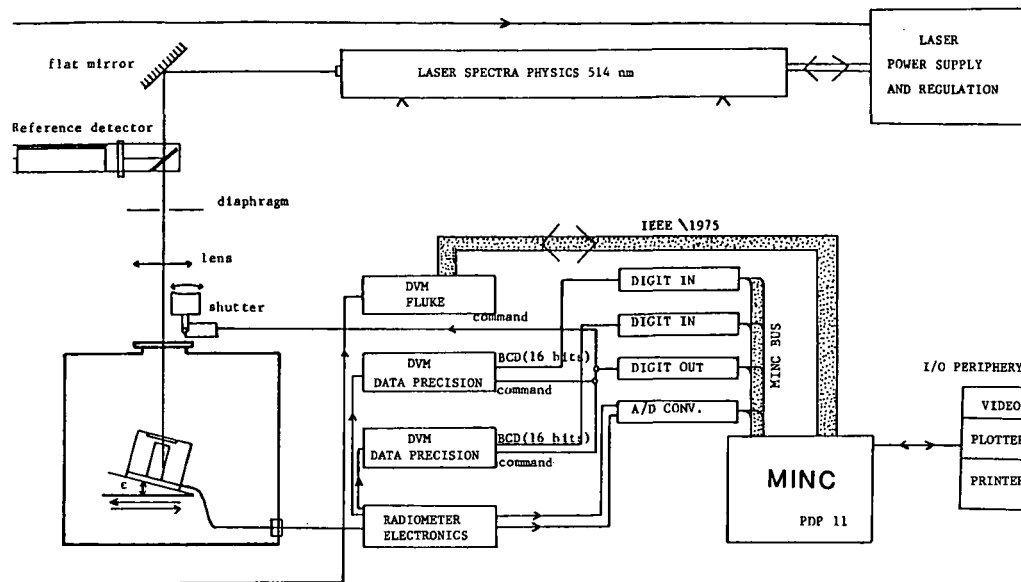 LASER
POWER SUPPLY
AND REGULATION
flat mirror
LASER SPECTRA PHYSICS 514 nm
Reference detector
diaphragm
IEEE \1975
lens
DVM
FLUKE
command
DIGIT IN
shutter
DIGIT IN
MINC BUS
DVM
DATA PRECISION
BCD(16 bits)
command
DIGIT OUT
I/O PERIPHERY
A/D CONV.
VIDEO
DVM
DATA PRECISION
BCD(16 bits)
command
PLOTTER
MINC
PDP 11
PRINTER
ε
RADIOMETER
ELECTRONICS